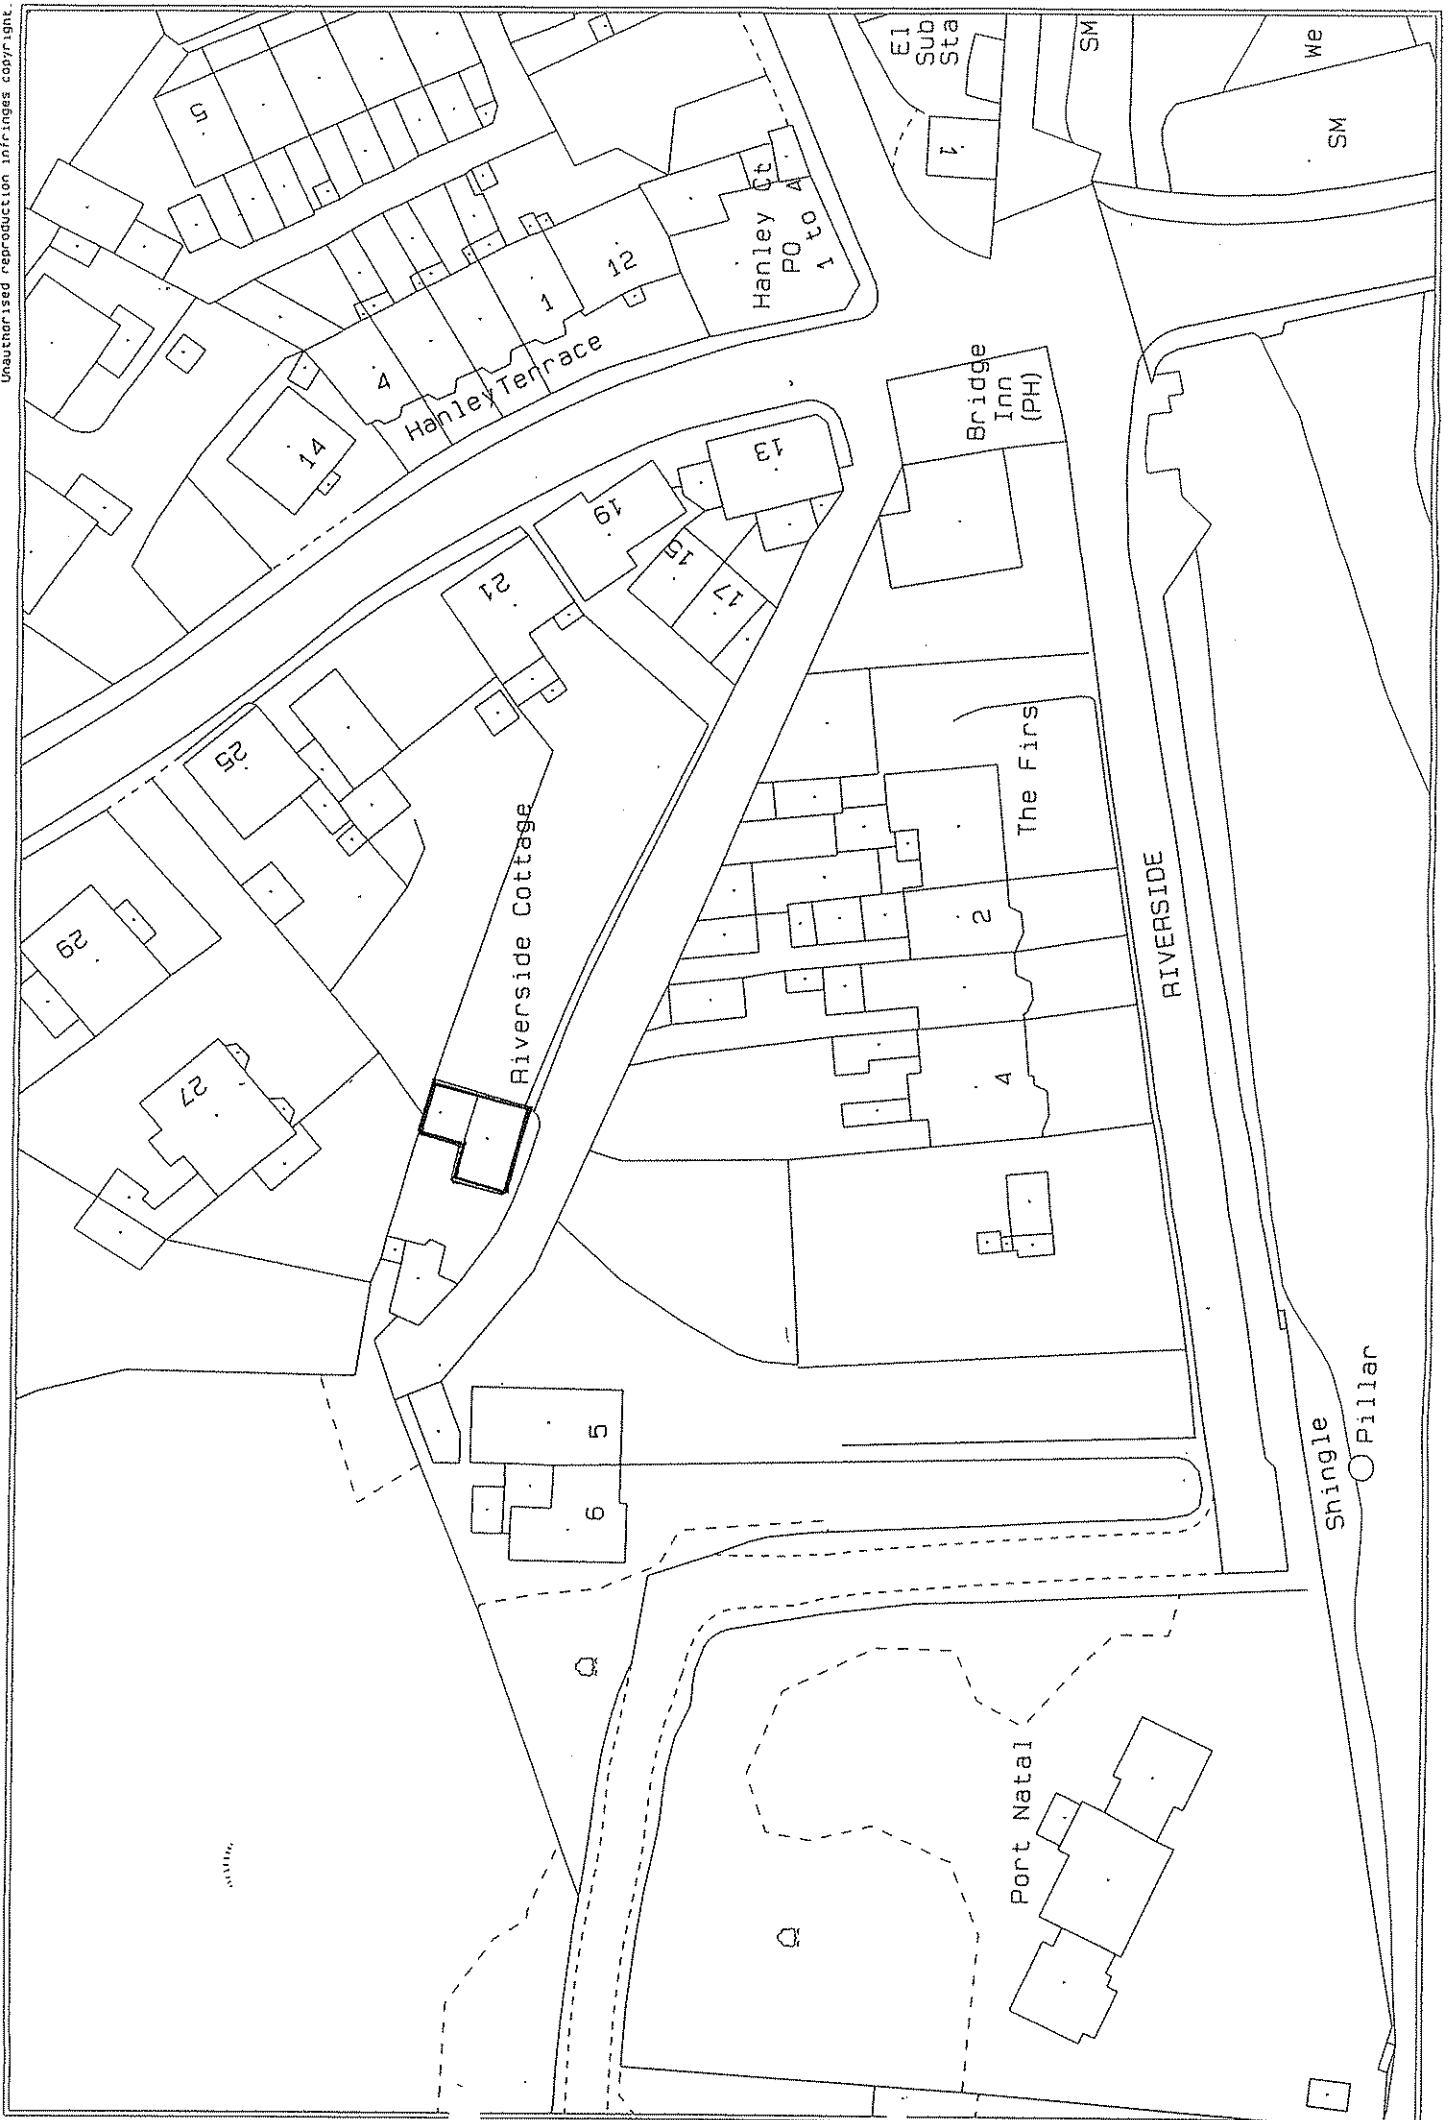 Unauthorised reproduction infringes copyright.
5
El
Sub
Sta
SM
We
SM
1
Hanley Ct
PO
1 to 4
12
1
4
Hanley Terrace
14
13
19
15
17
21
25
29
27
Bridge
Inn
(PH)
Riverside Cottage
The Firs
2
4
RIVERSIDE
5
6
Shingle
Pillar
Port Natal